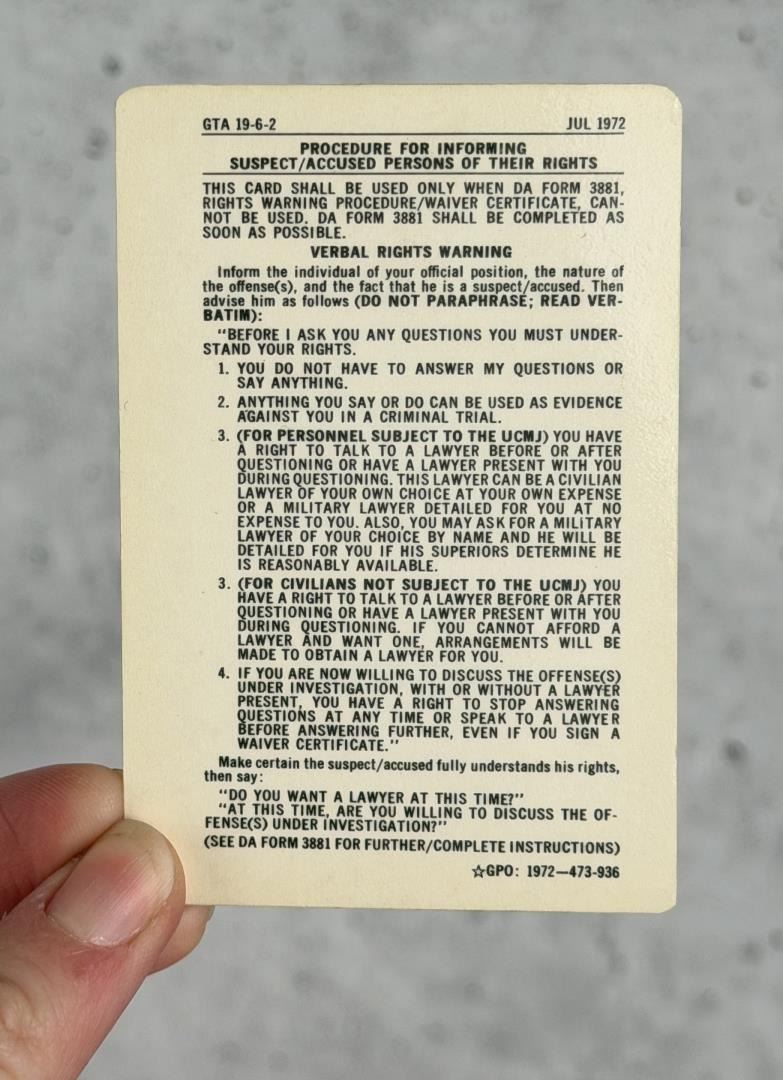 GTA 19-6-2 JUL 1972
PROCEDURE FOR INFORMING
SUSPECT/ACCUSED PERSONS OF THEIR RIGHTS
THIS CARD SHALL BE USED ONLY WHEN DA FORM 3881,
RIGHTS WARNING PROCEDURE/WAIVER CERTIFICATE, CAN-
NOT BE USED. DA FORM 3881 SHALL BE COMPLETED AS
SOON AS POSSIBLE.
VERBAL RIGHTS WARNING
Inform the individual of your official position, the nature of
the offense(s), and the fact that he is a suspect/accused. Then
advise him as follows (DO NOT PARAPHRASE; READ VER-
BATIM):
"BEFORE I ASK YOU ANY QUESTIONS YOU MUST UNDER-
STAND YOUR RIGHTS.
1. YOU DO NOT HAVE TO ANSWER MY QUESTIONS OR
SAY ANYTHING.
2. ANYTHING YOU SAY OR DO CAN BE USED AS EVIDENCE
AGAINST YOU IN A CRIMINAL TRIAL.
3. (FOR PERSONNEL SUBJECT TO THE UCMJ) YOU HAVE
A RIGHT TO TALK TO A LAWYER BEFORE OR AFTER
QUESTIONING OR HAVE A LAWYER PRESENT WITH YOU
DURING QUESTIONING. THIS LAWYER CAN BE A CIVILIAN
LAWYER OF YOUR OWN CHOICE AT YOUR OWN EXPENSE
OR A MILITARY LAWYER DETAILED FOR YOU AT NO
EXPENSE TO YOU. ALSO, YOU MAY ASK FOR A MILITARY
LAWYER OF YOUR CHOICE BY NAME AND HE WILL BE
DETAILED FOR YOU IF HIS SUPERIORS DETERMINE HE
IS REASONABLY AVAILABLE.
3. (FOR CIVILIANS NOT SUBJECT TO THE UCMJ) YOU
HAVE A RIGHT TO TALK TO A LAWYER BEFORE OR AFTER
QUESTIONING OR HAVE A LAWYER PRESENT WITH YOU
DURING QUESTIONING. IF YOU CANNOT AFFORD A
LAWYER AND WANT ONE, ARRANGEMENTS WILL BE
MADE TO OBTAIN A LAWYER FOR YOU.
4. IF YOU ARE NOW WILLING TO DISCUSS THE OFFENSE(S)
UNDER INVESTIGATION, WITH OR WITHOUT A LAWYER
PRESENT, YOU HAVE A RIGHT TO STOP ANSWERING
QUESTIONS AT ANY TIME OR SPEAK TO A LAWYER
BEFORE ANSWERING FURTHER, EVEN IF YOU SIGN A
WAIVER CERTIFICATE."
Make certain the suspect/accused fully understands his rights,
then say:
"DO YOU WANT A LAWYER AT THIS TIME?"
"AT THIS TIME, ARE YOU WILLING TO DISCUSS THE OF-
FENSE(S) UNDER INVESTIGATION?"
(SEE DA FORM 3881 FOR FURTHER/COMPLETE INSTRUCTIONS)
☆GPO: 1972—473-936